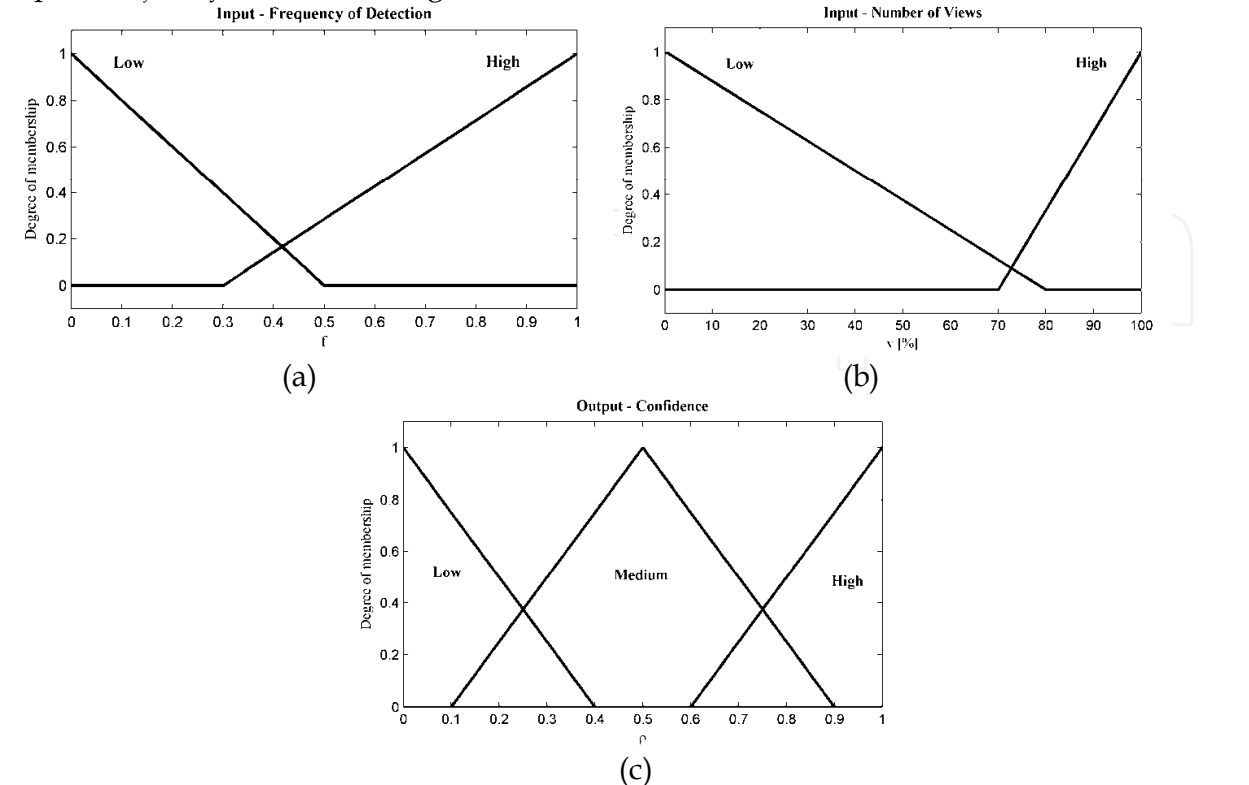 Input - Frequency of Detection
Low
High
Degree of membership
1
0.8
0.6
0.4
0.2
0
0 0.1 0.2 0.3 0.4 0.5 0.6 0.7 0.8 0.9 1
f
(a)
Input - Number of Views
Low
High
Degree of membership
1
0.8
0.6
0.4
0.2
0
0 10 20 30 40 50 60 70 80 90 100
v [%]
(b)
Output - Confidence
Low
Medium
High
Degree of membership
1
0.8
0.6
0.4
0.2
0
0 0.1 0.2 0.3 0.4 0.5 0.6 0.7 0.8 0.9 1
ρ
(c)